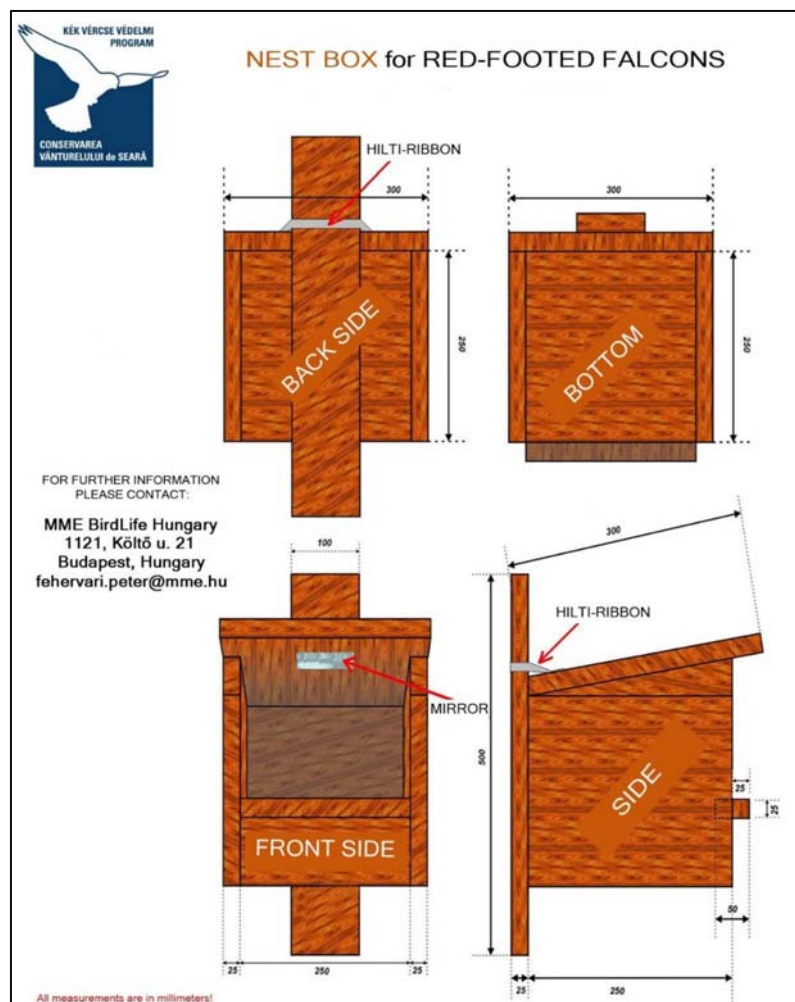 KÉK VÉRCSE VÉDELMI
PROGRAM
CONSERVAREA
VÂNTURELULUI de SEARĂ
NEST BOX for RED-FOOTED FALCONS
HILTI-RIBBON
300
300
250
BACK SIDE
250
BOTTOM
FOR FURTHER INFORMATION
PLEASE CONTACT:
MME BirdLife Hungary
1121, Költő u. 21
Budapest, Hungary
fehervari.peter@mme.hu
100
300
HILTI-RIBBON
MIRROR
500
SIDE
25
25
FRONT SIDE
50
25
250
25
25
250
All measurements are in millimeters!